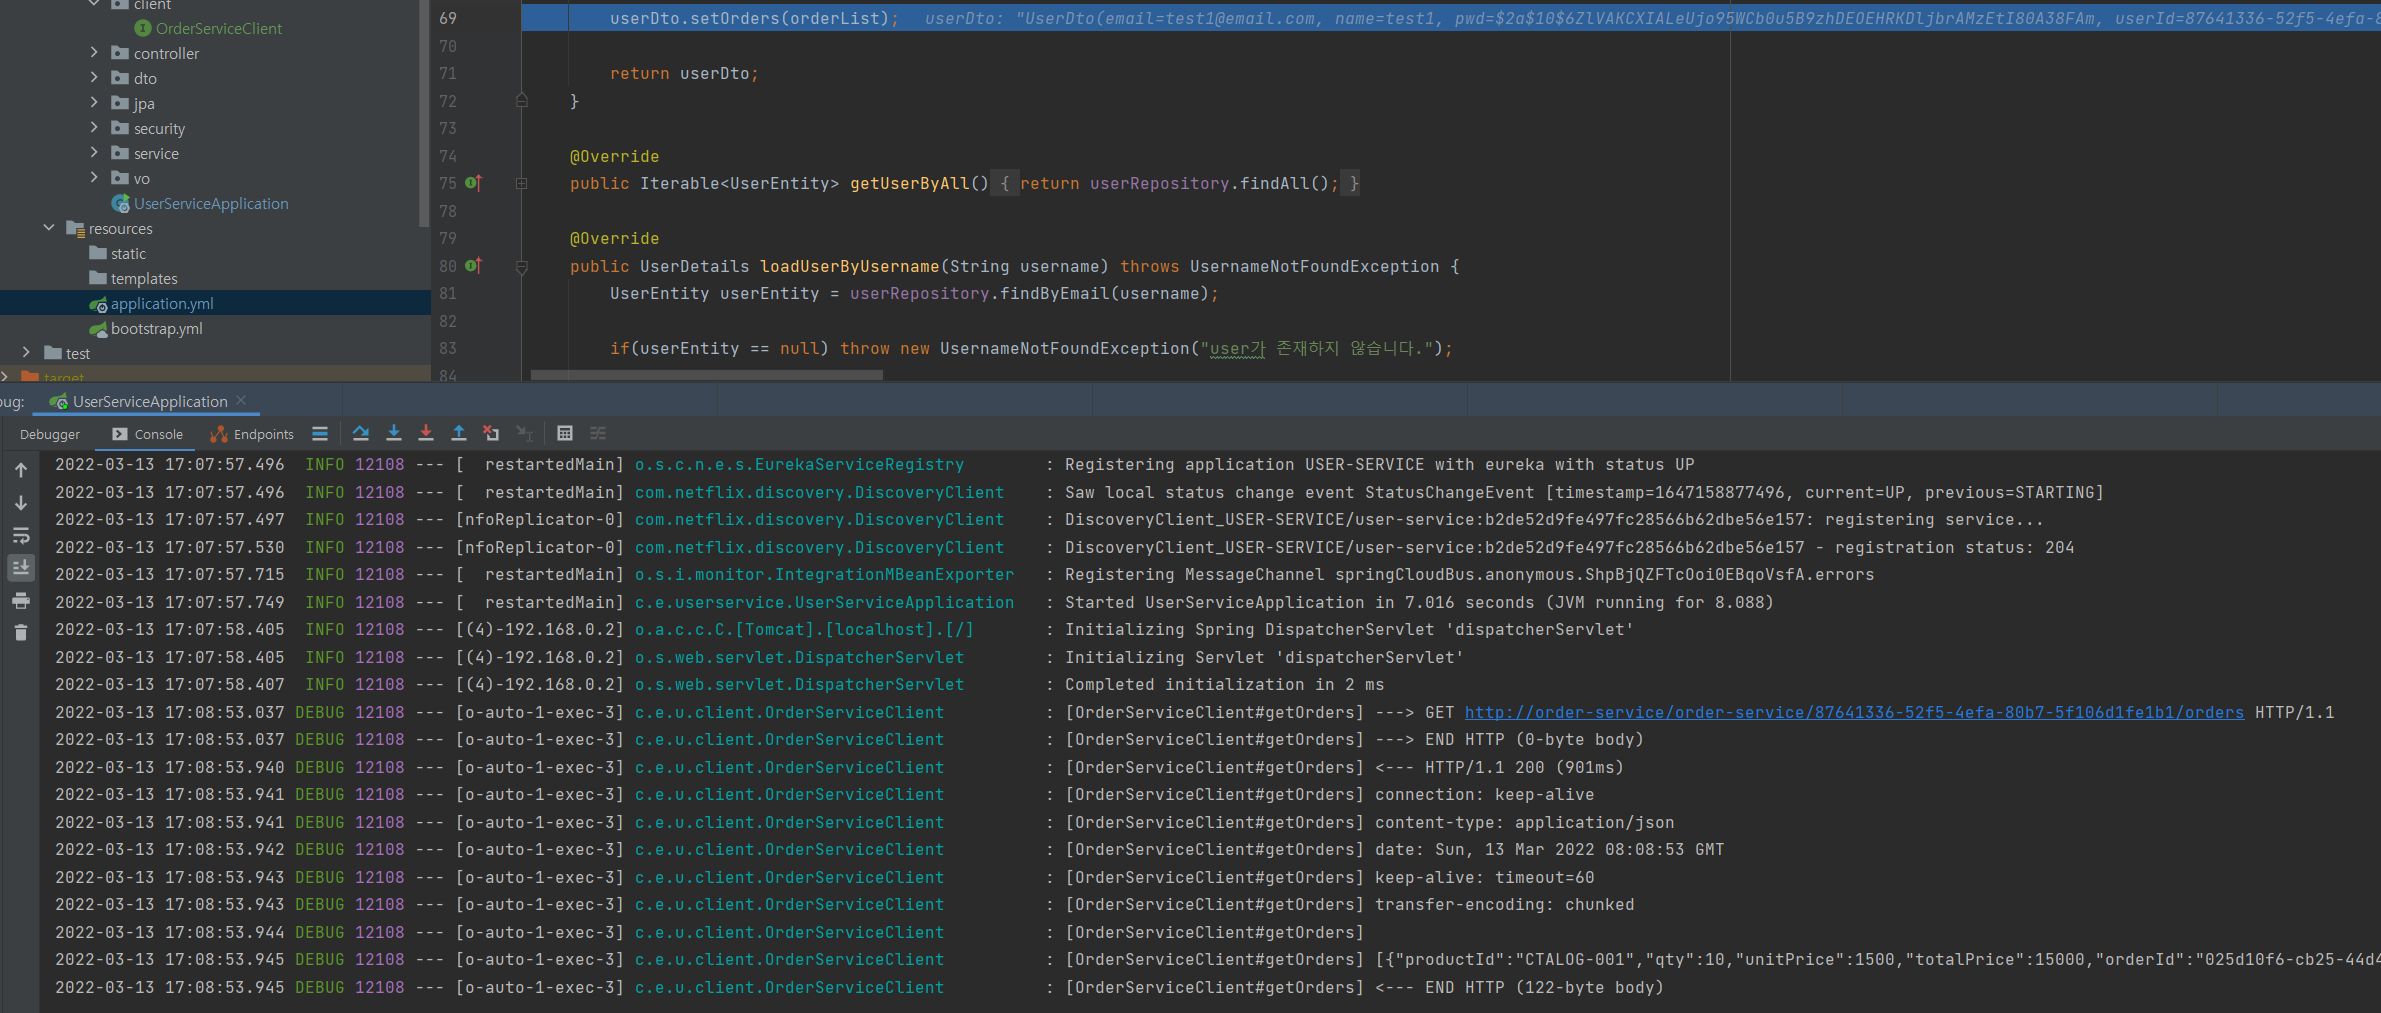 client
OrderServiceClient
controller
dto
jpa
security
service
vo
UserServiceApplication
resources
static
templates
application.yml
bootstrap.yml
test
target
69 userDto.setOrders(orderList); userDto: "UserDto(email=test1@email.com, name=test1, pwd=$2a$10$6ZlVAKCXIALeUjo95WCb0u5B9zhDEOEHRKDljbrAMzEtI80A38FAm, userId=87641336-52f5-4efa-8
70
71 return userDto;
72 }
73
74 @Override
75 public Iterable<UserEntity> getUserByAll() { return userRepository.findAll(); }
78
79 @Override
80 public UserDetails loadUserByUsername(String username) throws UsernameNotFoundException {
81 UserEntity userEntity = userRepository.findByEmail(username);
82
83 if(userEntity == null) throw new UsernameNotFoundException("user가 존재하지 않습니다.");
84
ug: UserServiceApplication
Debugger Console Endpoints
2022-03-13 17:07:57.496 INFO 12108 --- [ restartedMain] o.s.c.n.e.s.EurekaServiceRegistry : Registering application USER-SERVICE with eureka with status UP
2022-03-13 17:07:57.496 INFO 12108 --- [ restartedMain] com.netflix.discovery.DiscoveryClient : Saw local status change event StatusChangeEvent [timestamp=1647158877496, current=UP, previous=STARTING]
2022-03-13 17:07:57.497 INFO 12108 --- [nfoReplicator-0] com.netflix.discovery.DiscoveryClient : DiscoveryClient_USER-SERVICE/user-service:b2de52d9fe497fc28566b62dbe56e157: registering service...
2022-03-13 17:07:57.530 INFO 12108 --- [nfoReplicator-0] com.netflix.discovery.DiscoveryClient : DiscoveryClient_USER-SERVICE/user-service:b2de52d9fe497fc28566b62dbe56e157 - registration status: 204
2022-03-13 17:07:57.715 INFO 12108 --- [ restartedMain] o.s.i.monitor.IntegrationMBeanExporter : Registering MessageChannel springCloudBus.anonymous.ShpBjQZFTcOoi0EBqoVsfA.errors
2022-03-13 17:07:57.749 INFO 12108 --- [ restartedMain] c.e.userservice.UserServiceApplication : Started UserServiceApplication in 7.016 seconds (JVM running for 8.088)
2022-03-13 17:07:58.405 INFO 12108 --- [(4)-192.168.0.2] o.a.c.c.C.[Tomcat].[localhost].[/] : Initializing Spring DispatcherServlet 'dispatcherServlet'
2022-03-13 17:07:58.405 INFO 12108 --- [(4)-192.168.0.2] o.s.web.servlet.DispatcherServlet : Initializing Servlet 'dispatcherServlet'
2022-03-13 17:07:58.407 INFO 12108 --- [(4)-192.168.0.2] o.s.web.servlet.DispatcherServlet : Completed initialization in 2 ms
2022-03-13 17:08:53.037 DEBUG 12108 --- [o-auto-1-exec-3] c.e.u.client.OrderServiceClient : [OrderServiceClient#getOrders] ---> GET http://order-service/order-service/87641336-52f5-4efa-80b7-5f106d1fe1b1/orders HTTP/1.1
2022-03-13 17:08:53.037 DEBUG 12108 --- [o-auto-1-exec-3] c.e.u.client.OrderServiceClient : [OrderServiceClient#getOrders] ---> END HTTP (0-byte body)
2022-03-13 17:08:53.940 DEBUG 12108 --- [o-auto-1-exec-3] c.e.u.client.OrderServiceClient : [OrderServiceClient#getOrders] <--- HTTP/1.1 200 (901ms)
2022-03-13 17:08:53.941 DEBUG 12108 --- [o-auto-1-exec-3] c.e.u.client.OrderServiceClient : [OrderServiceClient#getOrders] connection: keep-alive
2022-03-13 17:08:53.941 DEBUG 12108 --- [o-auto-1-exec-3] c.e.u.client.OrderServiceClient : [OrderServiceClient#getOrders] content-type: application/json
2022-03-13 17:08:53.942 DEBUG 12108 --- [o-auto-1-exec-3] c.e.u.client.OrderServiceClient : [OrderServiceClient#getOrders] date: Sun, 13 Mar 2022 08:08:53 GMT
2022-03-13 17:08:53.943 DEBUG 12108 --- [o-auto-1-exec-3] c.e.u.client.OrderServiceClient : [OrderServiceClient#getOrders] keep-alive: timeout=60
2022-03-13 17:08:53.943 DEBUG 12108 --- [o-auto-1-exec-3] c.e.u.client.OrderServiceClient : [OrderServiceClient#getOrders] transfer-encoding: chunked
2022-03-13 17:08:53.944 DEBUG 12108 --- [o-auto-1-exec-3] c.e.u.client.OrderServiceClient : [OrderServiceClient#getOrders]
2022-03-13 17:08:53.945 DEBUG 12108 --- [o-auto-1-exec-3] c.e.u.client.OrderServiceClient : [OrderServiceClient#getOrders] [{"productId":"CTALOG-001","qty":10,"unitPrice":1500,"totalPrice":15000,"orderId":"025d10f6-cb25-44d4
2022-03-13 17:08:53.945 DEBUG 12108 --- [o-auto-1-exec-3] c.e.u.client.OrderServiceClient : [OrderServiceClient#getOrders] <--- END HTTP (122-byte body)